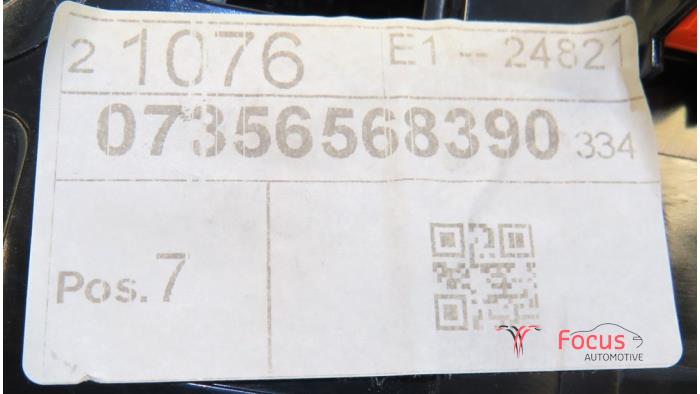 2 1076 E1 -- 24821
07356568390 334
Pos.7
Focus
AUTOMOTIVE